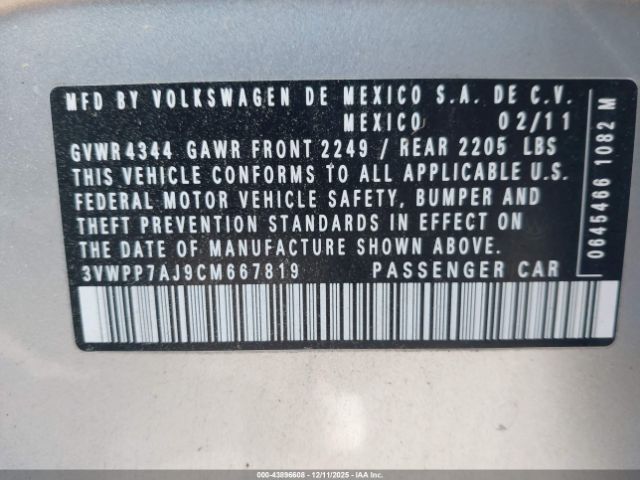 MFD BY VOLKSWAGEN DE MEXICO S.A. DE C.V.
MEXICO 02/11
GVWR 4344 GAWR FRONT 2249 / REAR 2205 LBS
THIS VEHICLE CONFORMS TO ALL APPLICABLE U.S.
FEDERAL MOTOR VEHICLE SAFETY, BUMPER AND
THEFT PREVENTION STANDARDS IN EFFECT ON
THE DATE OF MANUFACTURE SHOWN ABOVE.
3VWPP7AJ9CM667819 PASSENGER CAR
0645466 1082 M
000-43896608 - 12/11/2025 - IAAI.COM